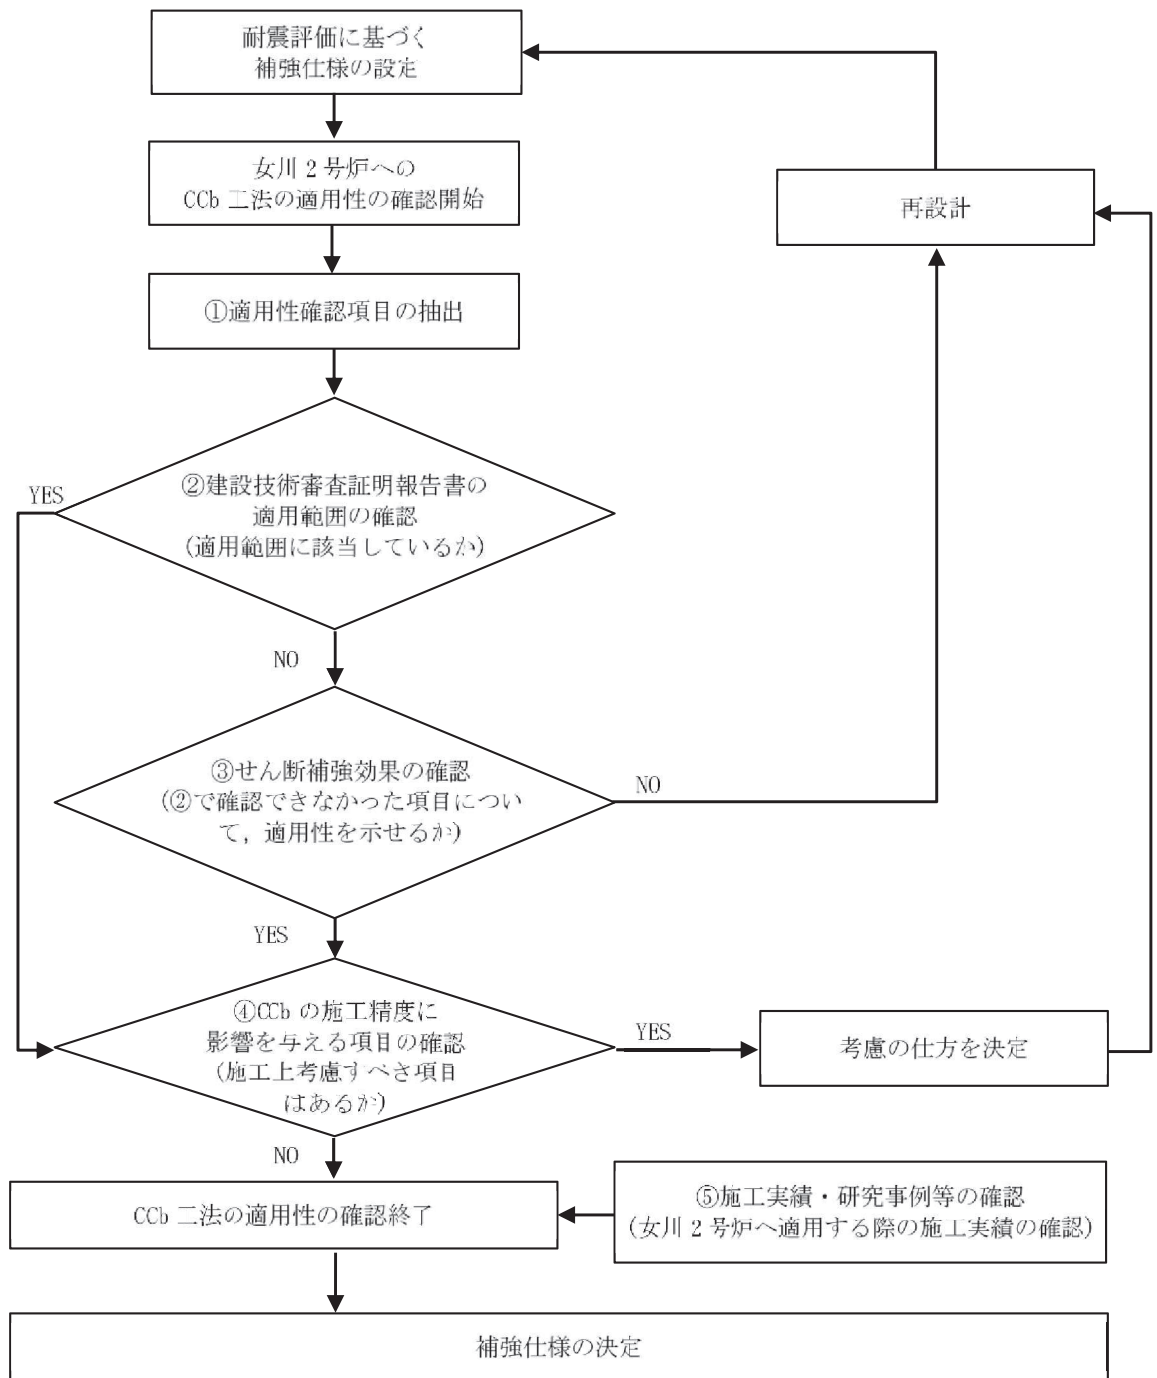 耐震評価に基づく
補強仕様の設定
女川２号炉への
CCb 工法の適用性の確認開始
再設計
①適用性確認項目の抽出
YES
②建設技術審査証明報告書の
適用範囲の確認
(適用範囲に該当しているか)
NO
③せん断補強効果の確認
(②で確認できなかった項目につい
て，適用性を示せるか)
NO
YES
④CCb の施工精度に
影響を与える項目の確認
(施工上考慮すべき項目
はあるか)
YES
考慮の仕方を決定
NO
CCb 工法の適用性の確認終了
⑤施工実績・研究事例等の確認
(女川２号炉へ適用する際の施工実績の確認)
補強仕様の決定